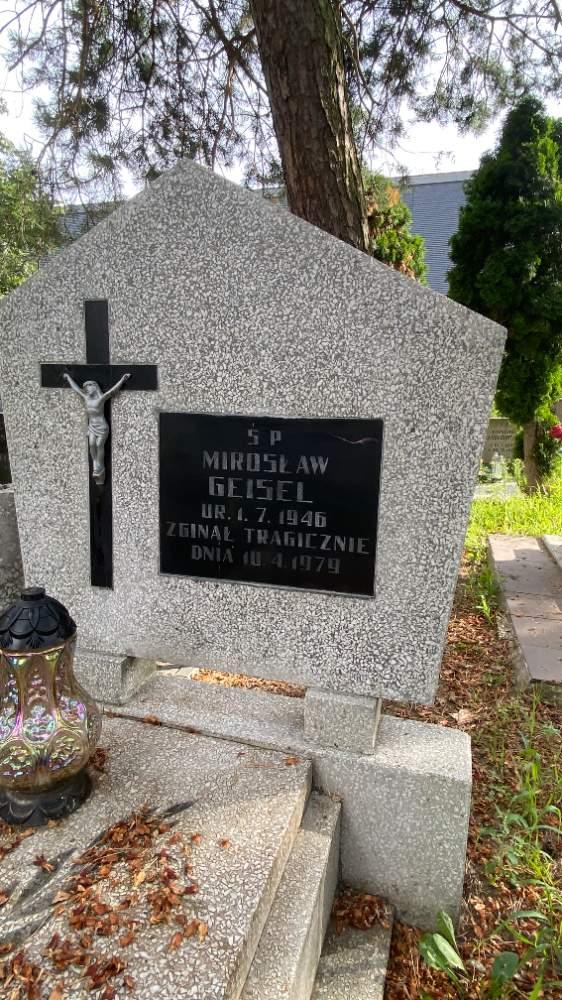 Ś P
MIROSŁAW
GEISEL
UR. 1. 7. 1946
ZGINĄŁ TRAGICZNIE
DNIA 10.4.1979